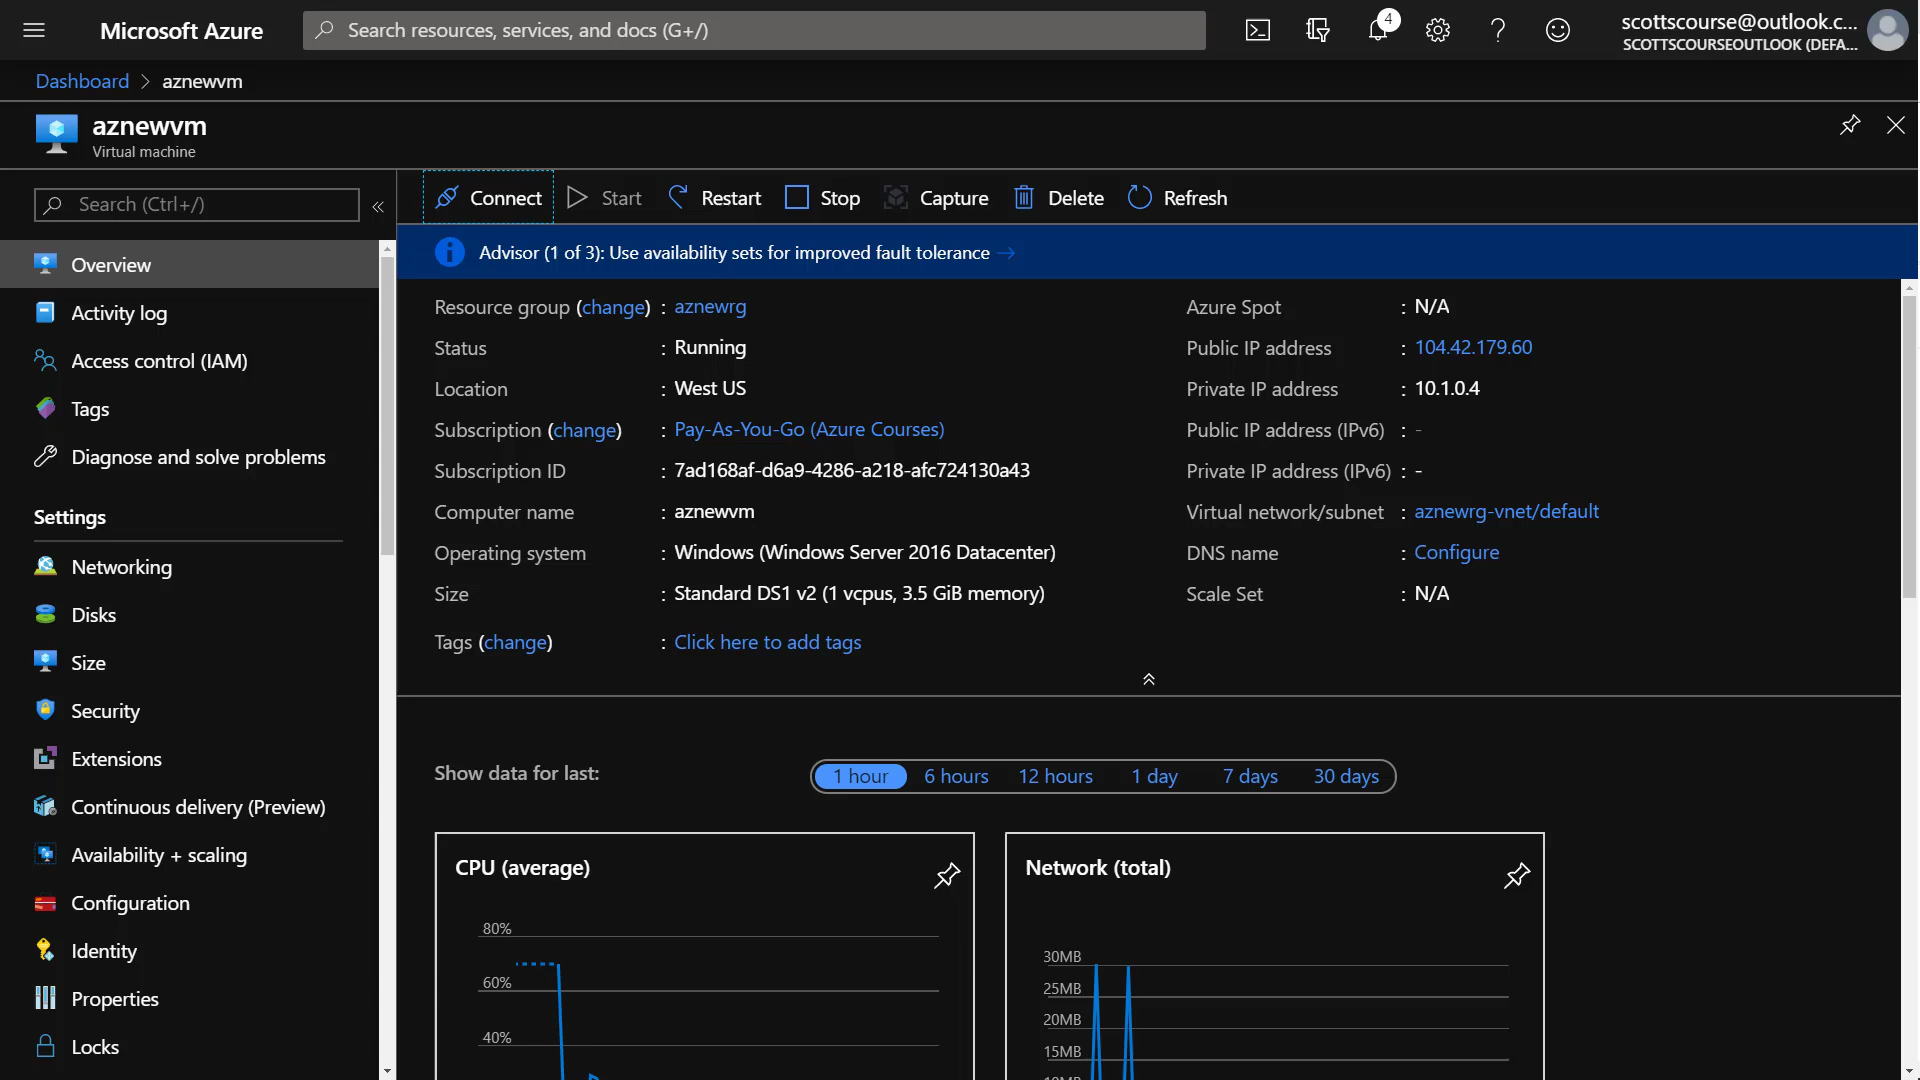 Microsoft Azure
Search resources, services, and docs (G+/)
4
scottscourse@outlook.c...
SCOTTSCOURSEOUTLOOK (DEFA...
Dashboard > aznewvm
aznewvm
Virtual machine
Search (Ctrl+/)
«
Connect
Start
Restart
Stop
Capture
Delete
Refresh
Advisor (1 of 3): Use availability sets for improved fault tolerance →
Overview
Activity log
Access control (IAM)
Tags
Diagnose and solve problems
Settings
Networking
Disks
Size
Security
Extensions
Continuous delivery (Preview)
Availability + scaling
Configuration
Identity
Properties
Locks
Resource group (change) : aznewrg
Status : Running
Location : West US
Subscription (change) : Pay-As-You-Go (Azure Courses)
Subscription ID : 7ad168af-d6a9-4286-a218-afc724130a43
Computer name : aznewvm
Operating system : Windows (Windows Server 2016 Datacenter)
Size : Standard DS1 v2 (1 vcpus, 3.5 GiB memory)
Tags (change) : Click here to add tags
Azure Spot : N/A
Public IP address : 104.42.179.60
Private IP address : 10.1.0.4
Public IP address (IPv6) : -
Private IP address (IPv6) : -
Virtual network/subnet : aznewrg-vnet/default
DNS name : Configure
Scale Set : N/A
Show data for last:
1 hour
6 hours
12 hours
1 day
7 days
30 days
CPU (average)
80%
60%
40%
Network (total)
30MB
25MB
20MB
15MB